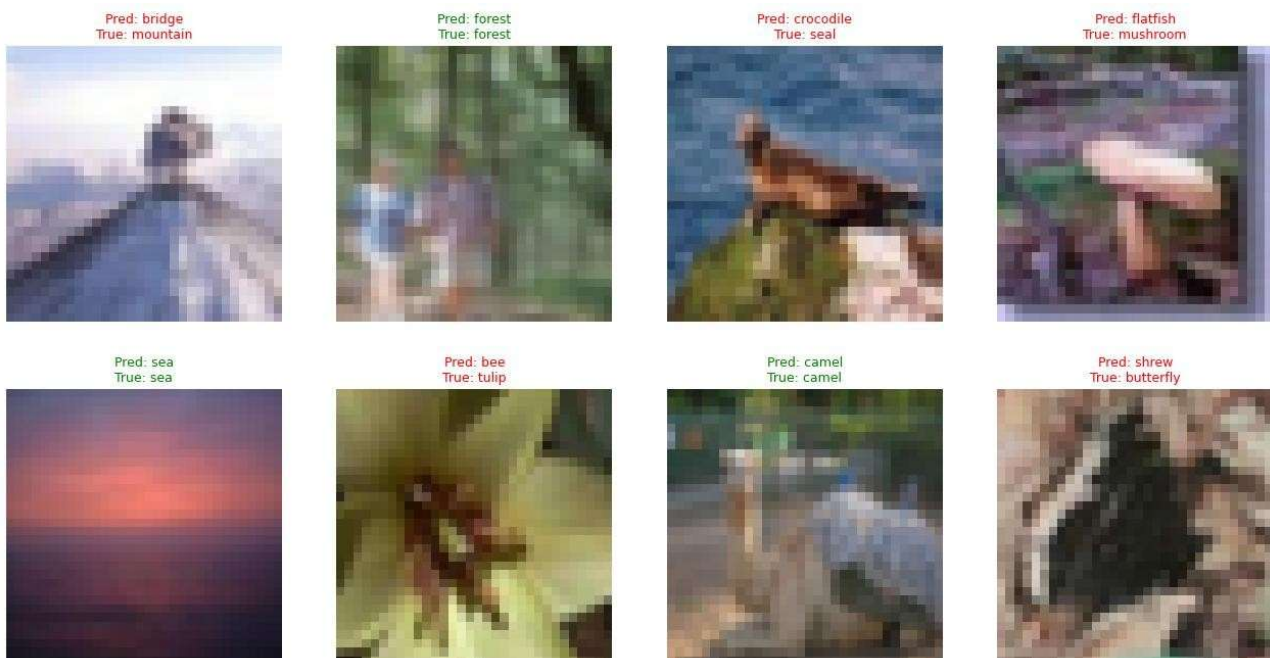 Pred: bridge
True: mountain
Pred: forest
True: forest
Pred: crocodile
True: seal
Pred: flatfish
True: mushroom
Pred: sea
True: sea
Pred: bee
True: tulip
Pred: camel
True: camel
Pred: shrew
True: butterfly